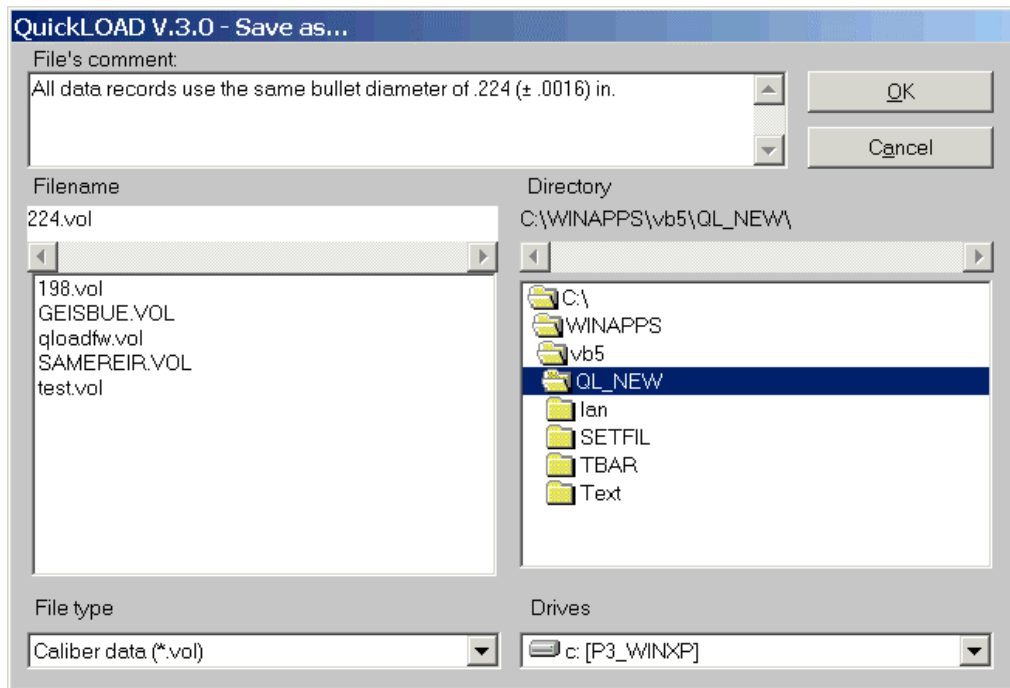 QuickLOAD V.3.0 - Save as...
File's comment:
All data records use the same bullet diameter of .224 (± .0016) in.
OK
Cancel
Filename
224.vol
198.vol
GEISBUE.VOL
qloadfw.vol
SAMEREIR.VOL
test.vol
Directory
C:\WINAPPS\vb5\QL_NEW\
C:\
WINAPPS
vb5
QL_NEW
Ian
SETFIL
TBAR
Text
File type
Caliber data (*.vol)
Drives
c: [P3_WINXP]